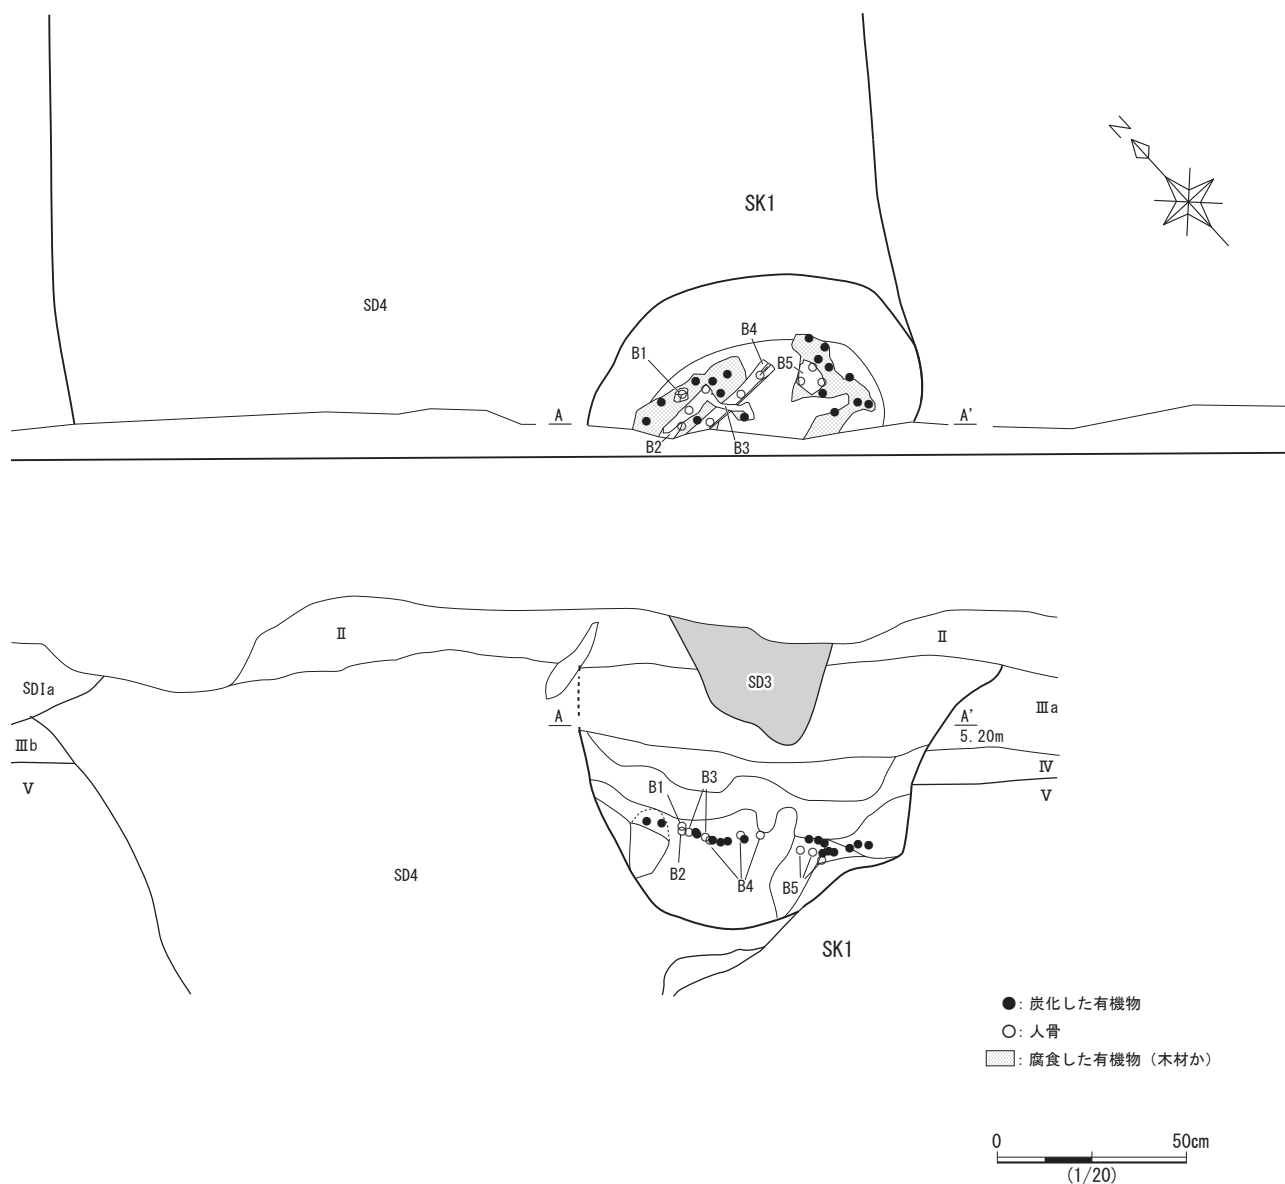 N
SK1
SD4
B4
B1
B5
A
A'
B2
B3
II
II
SDIa
SD3
IIIa
A
A'
5.20m
IIIb
IV
V
V
B1
B3
B2
B4
B5
SD4
SK1
●：炭化した有機物
○：人骨
：腐食した有機物（木材か）
0 50cm
(1/20)